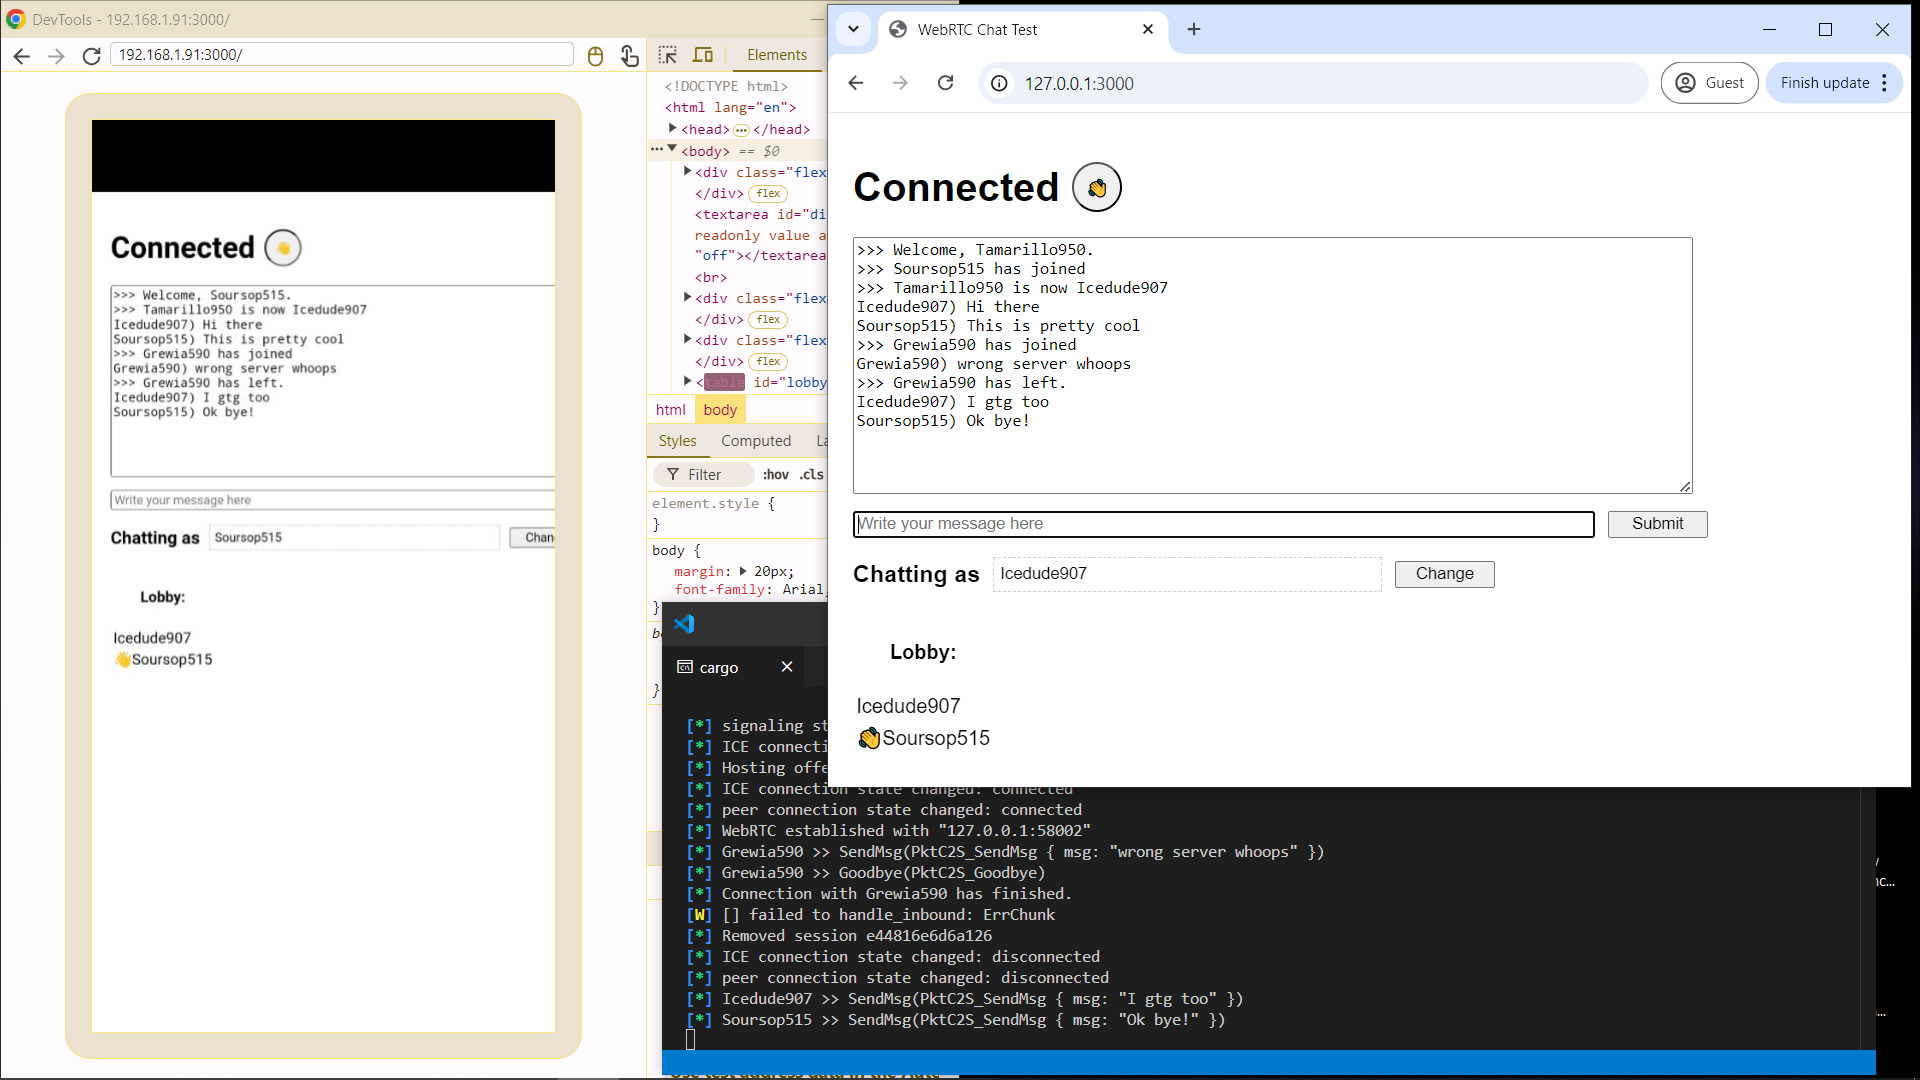 DevTools - 192.168.1.91:3000/
192.168.1.91:3000/
Elements
Connected
>>> Welcome, Soursop515.
>>> Tamarillo950 is now Icedude907
Icedude907) Hi there
Soursop515) This is pretty cool
>>> Grewia590 has joined
Grewia590) wrong server whoops
>>> Grewia590 has left.
Icedude907) I gtg too
Soursop515) Ok bye!
Write your message here
Chatting as Soursop515 Chan
Lobby:
Icedude907
👋Soursop515
<!DOCTYPE html>
<html lang="en">
<head> ••• </head>
••• <body> == $0
<div class="flex
</div> flex
<textarea id="di
readonly value a
"off"></textarea
<br>
<div class="flex
</div> flex
<div class="flex
</div> flex
<table id="lobby
html body
Styles Computed La
Filter :hov .cls
element.style {
}
body {
margin: 20px;
font-family: Arial,
}
b
}
WebRTC Chat Test
127.0.0.1:3000
Guest
Finish update
Connected
>>> Welcome, Tamarillo950.
>>> Soursop515 has joined
>>> Tamarillo950 is now Icedude907
Icedude907) Hi there
Soursop515) This is pretty cool
>>> Grewia590 has joined
Grewia590) wrong server whoops
>>> Grewia590 has left.
Icedude907) I gtg too
Soursop515) Ok bye!
Write your message here Submit
Chatting as Icedude907 Change
Lobby:
Icedude907
👋Soursop515
cargo
[*] signaling st
[*] ICE connecti
[*] Hosting offe
[*] ICE connection state changed: connected
[*] peer connection state changed: connected
[*] WebRTC established with "127.0.0.1:58002"
[*] Grewia590 >> SendMsg(PktC2S_SendMsg { msg: "wrong server whoops" })
[*] Grewia590 >> Goodbye(PktC2S_Goodbye)
[*] Connection with Grewia590 has finished.
[W] [] failed to handle_inbound: ErrChunk
[*] Removed session e44816e6d6a126
[*] ICE connection state changed: disconnected
[*] peer connection state changed: disconnected
[*] Icedude907 >> SendMsg(PktC2S_SendMsg { msg: "I gtg too" })
[*] Soursop515 >> SendMsg(PktC2S_SendMsg { msg: "Ok bye!" })